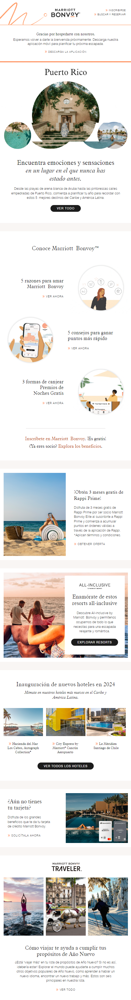 MARRIOTT
BONVOY
» INSCRIBIRSE
» BUSCAR Y RESERVAR
Gracias por hospedarte con nosotros.
Esperamos volver a darte la bienvenida próximamente. Descarga nuestra
aplicación móvil para planificar tu próxima escapada.
» DESCARGA LA APLICACIÓN
Puerto Rico
Encuentra emociones y sensaciones
en un lugar en el que nunca has
estado antes.
Desde las playas de arena blanca de Aruba hasta las pintorescas calles
empedradas de Puerto Rico, comienza a planificar tu año para recordar con
estos 5 mejores destinos del Caribe y América Latina.
VER TODO
Conoce Marriott Bonvoy™
5 razones para amar
Marriott Bonvoy
» VER AHORA
5 consejos para ganar
puntos más rápido
» VER AHORA
3 formas de canjear
Premios de
Noches Gratis
» VER AHORA
Free Night Awards
My Promotions
Inscríbete en Marriott Bonvoy. ¡Es gratis!
¿Ya eres socio? Explora los beneficios.
¡Obtén 3 meses gratis de
Rappi Prime!
Disfruta de 3 meses gratis de
Rappi Prime por ser socio Marriott
Bonvoy Elite al suscribirte a Rappi
Prime y comienza a acumular
puntos en órdenes válidas a
través de la aplicación de Rappi.
*Aplican términos y condiciones.
» OBTENER OFERTA
ALL-INCLUSIVE
by MARRIOTT BONVOY
Enamórate de estos
resorts all-inclusive
Descubre All-inclusive by
Marriott Bonvoy y permítenos
ocuparnos de todo lo que
necesitas para una escapada
relajante y romántica.
EXPLORAR RESORTS
Inauguración de nuevos hoteles en 2024
Mímate en nuestros hoteles más nuevos en el Caribe y
América Latina.
» Hacienda del Mar
Los Cabos, Autograph
Collection®
» City Express by
Marriott® Cancún
Aeropuerto
» Le Méridien
Santiago de Chile
VER TODOS LOS HOTELES
¿Aún no tienes
tu tarjeta?
Disfruta de los grandes
beneficios que te da tu tarjeta
de crédito Marriott Bonvoy.
» SOLICÍTALA AHORA
BANORTE
BANORTE
BONVOY
BONVOY
MARRIOTT BONVOY
TRAVELER
Cómo viajar te ayuda a cumplir tus
propósitos de Año Nuevo
¿Está "viajar más" en tu lista de propósitos de Año Nuevo? Si no es así,
¡debería estar! Explorar el mundo puede ayudarte a cumplir muchos
otros objetivos populares de Año Nuevo, como aprender a hablar un
nuevo idioma, encontrar un nuevo trabajo y más. Estos son seis
principales en nuestra lista.
» VER TODO